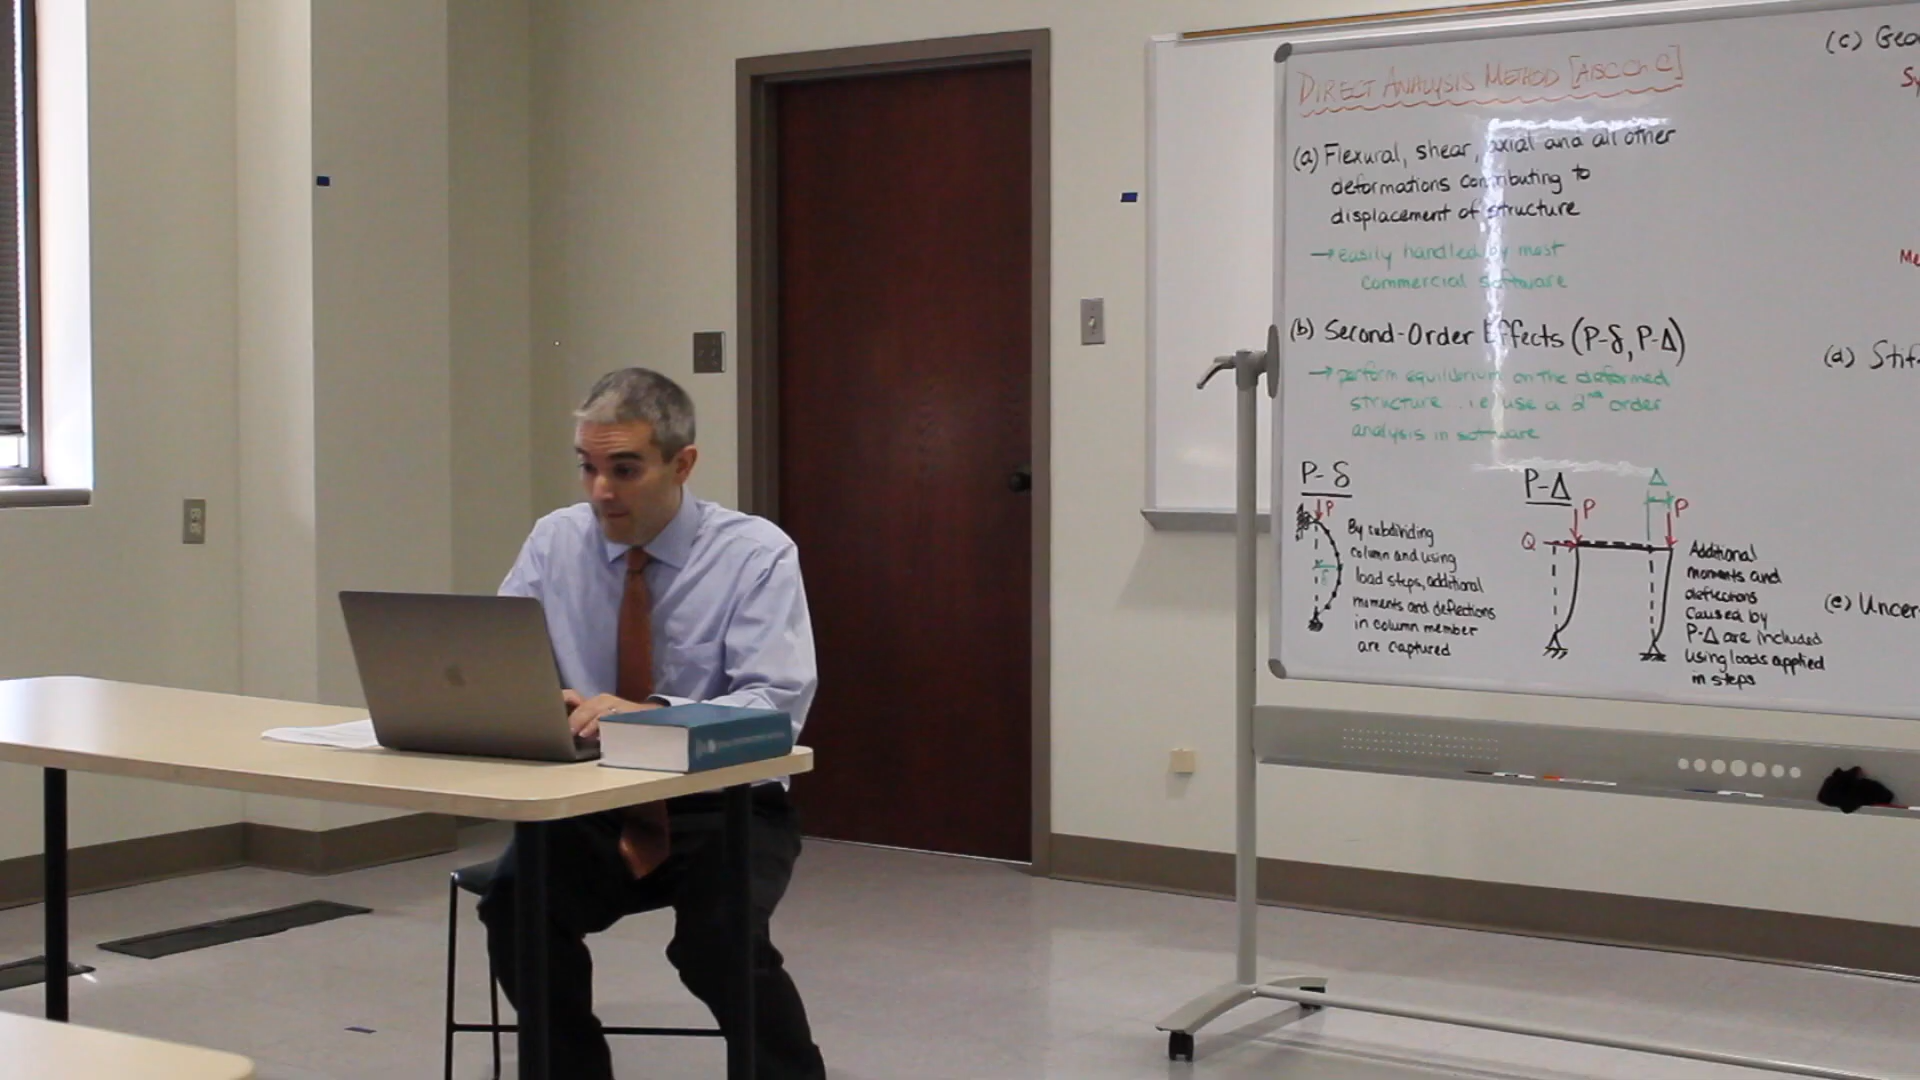 DIRECT ANALYSIS METHOD [AISC Ch. C]
(a) Flexural, shear, axial and all other
deformations contributing to
displacement of structure
→ easily handled by most
commercial software
(b) Second-Order Effects (P-δ, P-Δ)
→ perform equilibrium on the deformed
structure... i.e. use a 2nd order
analysis in software
P-δ
P
δ
By subdividing
column and using
load steps, additional
moments and deflections
in column member
are captured
P-Δ
Δ
P
P
Q
Additional
moments and
deflections
caused by
P-Δ are included
using loads applied
in steps
(c) Geo
Sy
Me
(d) Stif
(e) Uncer